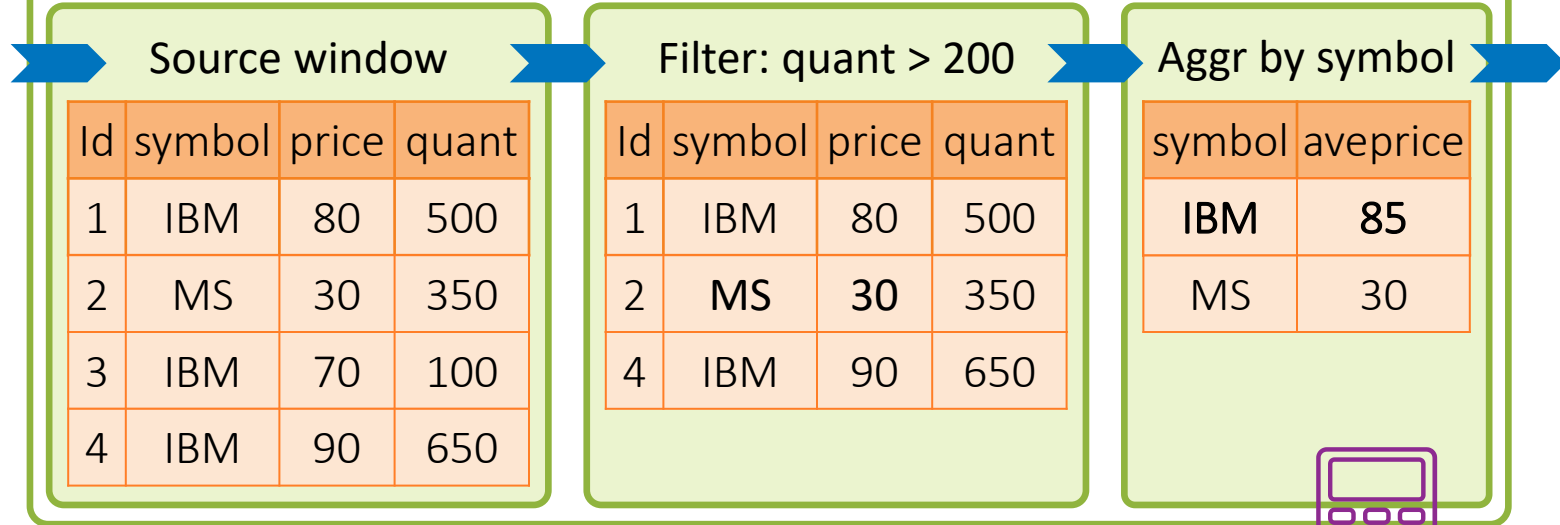 Source window
Id symbol price quant
1 IBM 80 500
2 MS 30 350
3 IBM 70 100
4 IBM 90 650
Filter: quant > 200
Id symbol price quant
1 IBM 80 500
2 MS 30 350
4 IBM 90 650
Aggr by symbol
symbol aveprice
IBM 85
MS 30